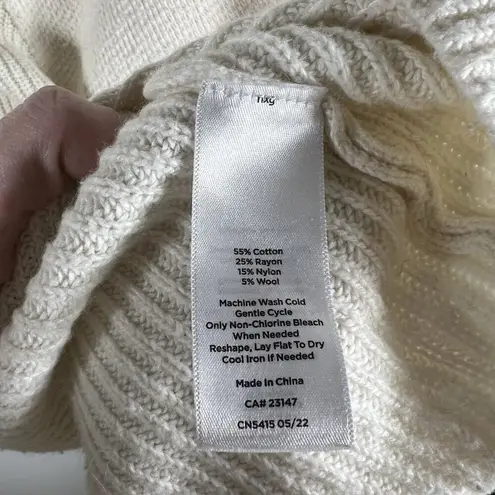 55% Cotton
25% Rayon
15% Nylon
5% Wool
Machine Wash Cold
Gentle Cycle
Only Non-Chlorine Bleach
When Needed
Reshape, Lay Flat To Dry
Cool Iron if Needed
Made in China
CA# 23147
CN5415 05/22